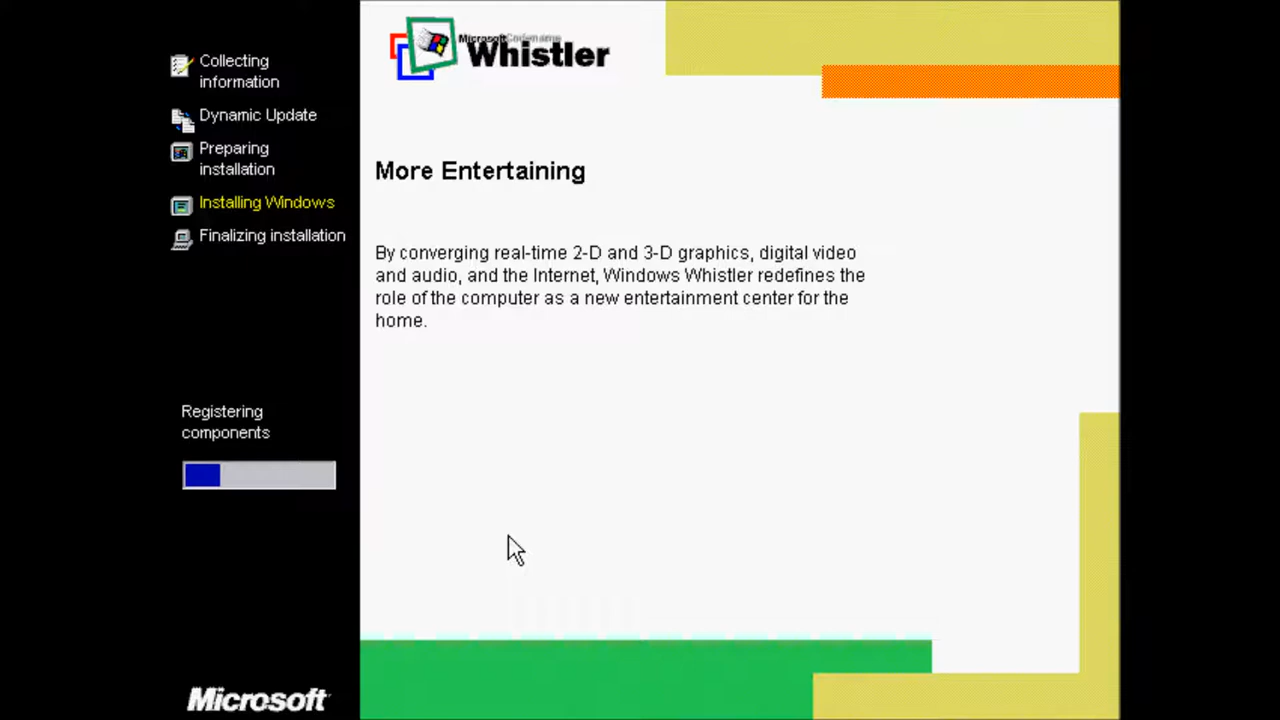 Collecting
information
Dynamic Update
Preparing
installation
Installing Windows
Finalizing installation
Registering
components
Microsoft
Microsoft Codename
Whistler
More Entertaining
By converging real-time 2-D and 3-D graphics, digital video
and audio, and the Internet, Windows Whistler redefines the
role of the computer as a new entertainment center for the
home.